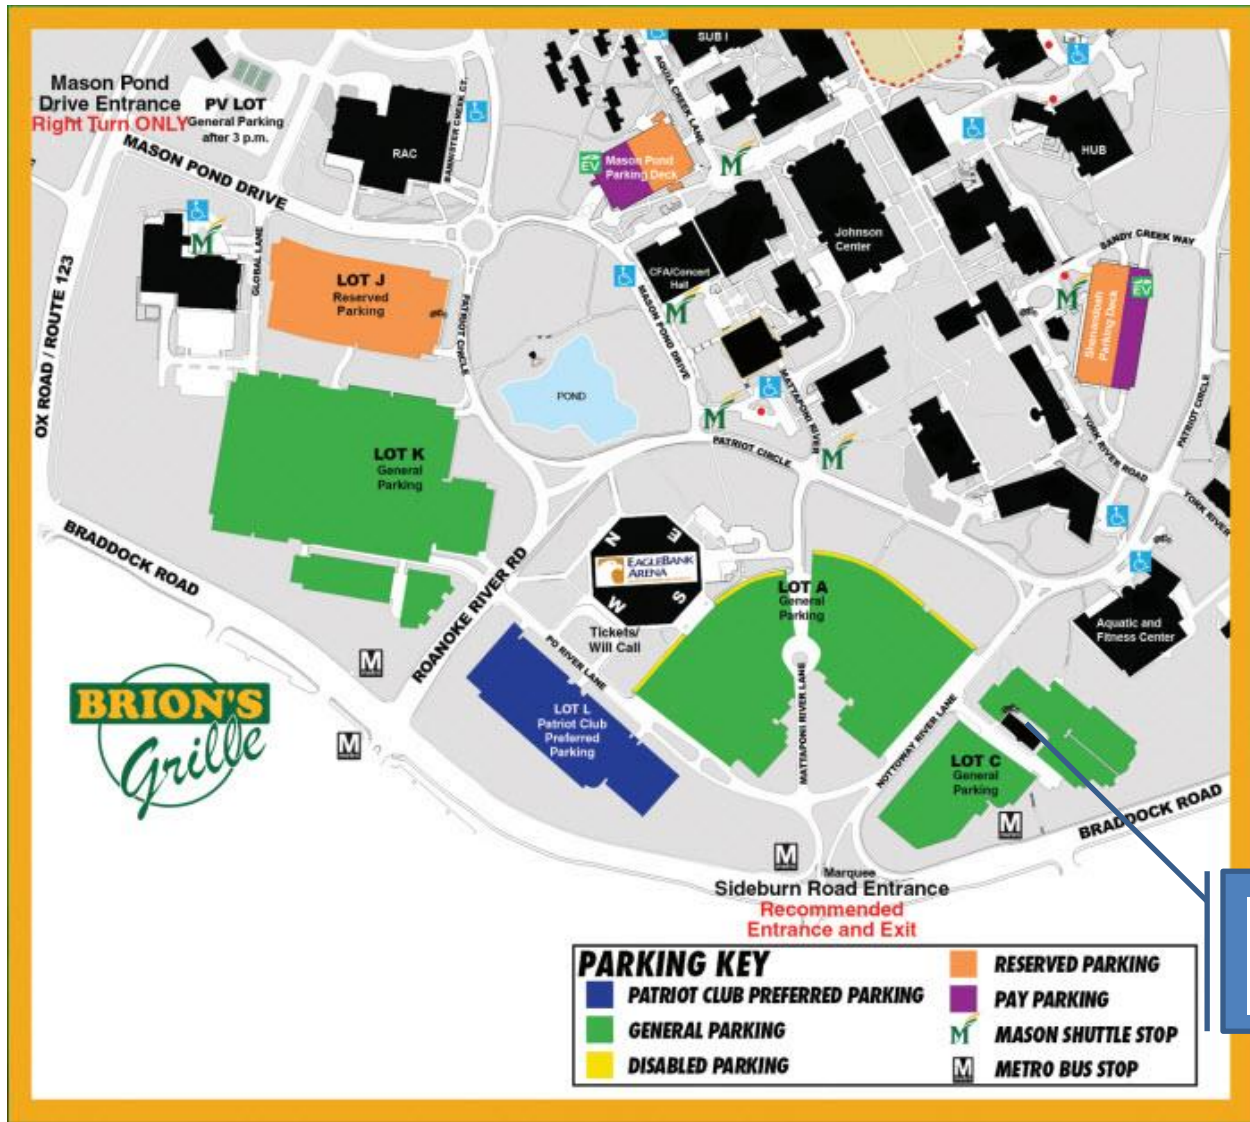 SUB I
AQUIA CREEK LANE
Mason Pond
Drive Entrance
Right Turn ONLY
PV LOT
General Parking
after 3 p.m.
RAC
BANNISTER CREEK CT.
EV
Mason Pond
Parking Deck
M
HUB
MASON POND DRIVE
Johnson
Center
SANDY CREEK WAY
M
GLOBAL LANE
CFA/Concert
Hall
M
M
EV
LOT J
Reserved
Parking
PATRIOT CIRCLE
MASON POND DRIVE
Shenandoah
Parking Deck
OX ROAD / ROUTE 123
POND
MATTAPONI RIVER
M
PATRIOT CIRCLE
M
PATRIOT CIRCLE
YORK RIVER ROAD
YORK RIVER
LOT K
General
Parking
BRADDOCK ROAD
ROANOKE RIVER RD
N
E
EAGLEBANK
ARENA
W
S
Tickets/
Will Call
LOT A
General
Parking
Aquatic and
Fitness Center
M
PO RIVER LANE
MATTAPONI RIVER LANE
NOTTOWAY RIVER LANE
BRION'S
Grille
LOT L
Patriot Club
Preferred
Parking
M
LOT C
General
Parking
M
BRADDOCK ROAD
M
Marquee
Sideburn Road Entrance
Recommended
Entrance and Exit
PARKING KEY
PATRIOT CLUB PREFERRED PARKING
GENERAL PARKING
DISABLED PARKING
RESERVED PARKING
PAY PARKING
M MASON SHUTTLE STOP
M METRO BUS STOP